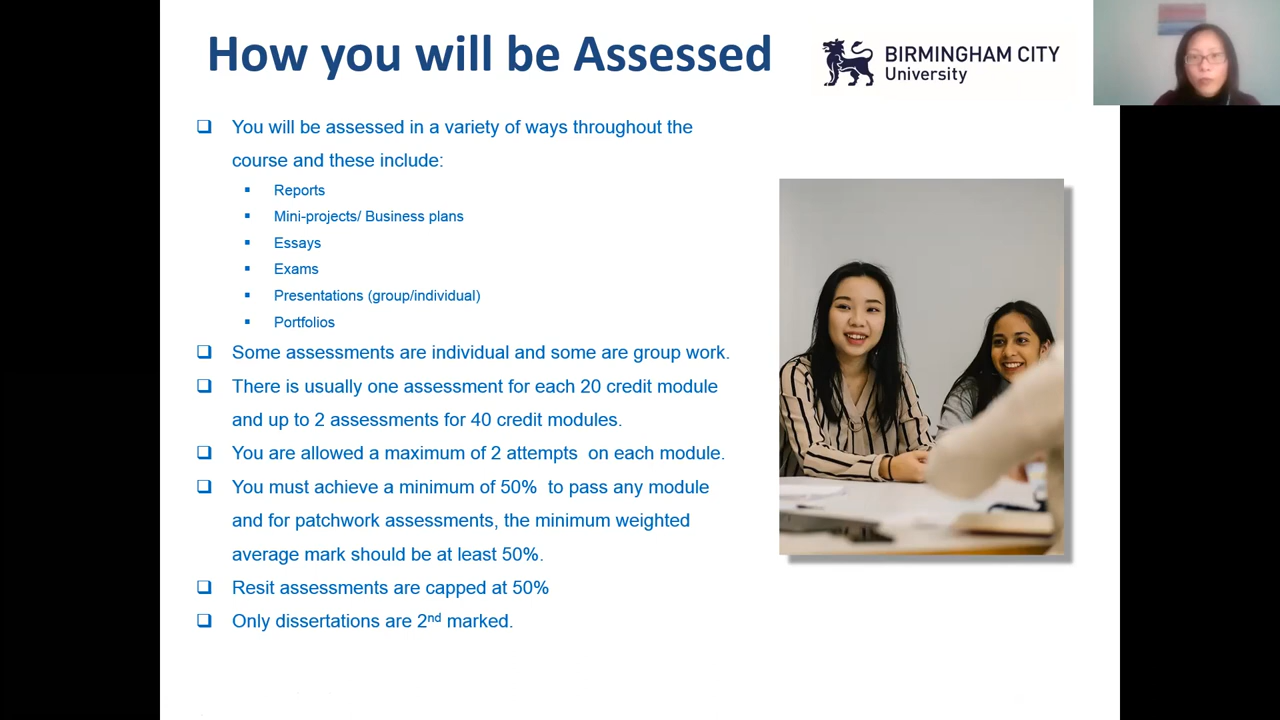 How you will be Assessed
BIRMINGHAM CITY
University
You will be assessed in a variety of ways throughout the
course and these include:
Reports
Mini-projects/ Business plans
Essays
Exams
Presentations (group/individual)
Portfolios
Some assessments are individual and some are group work.
There is usually one assessment for each 20 credit module
and up to 2 assessments for 40 credit modules.
You are allowed a maximum of 2 attempts  on each module.
You must achieve a minimum of 50%  to pass any module
and for patchwork assessments, the minimum weighted
average mark should be at least 50%.
Resit assessments are capped at 50%
Only dissertations are 2nd marked.